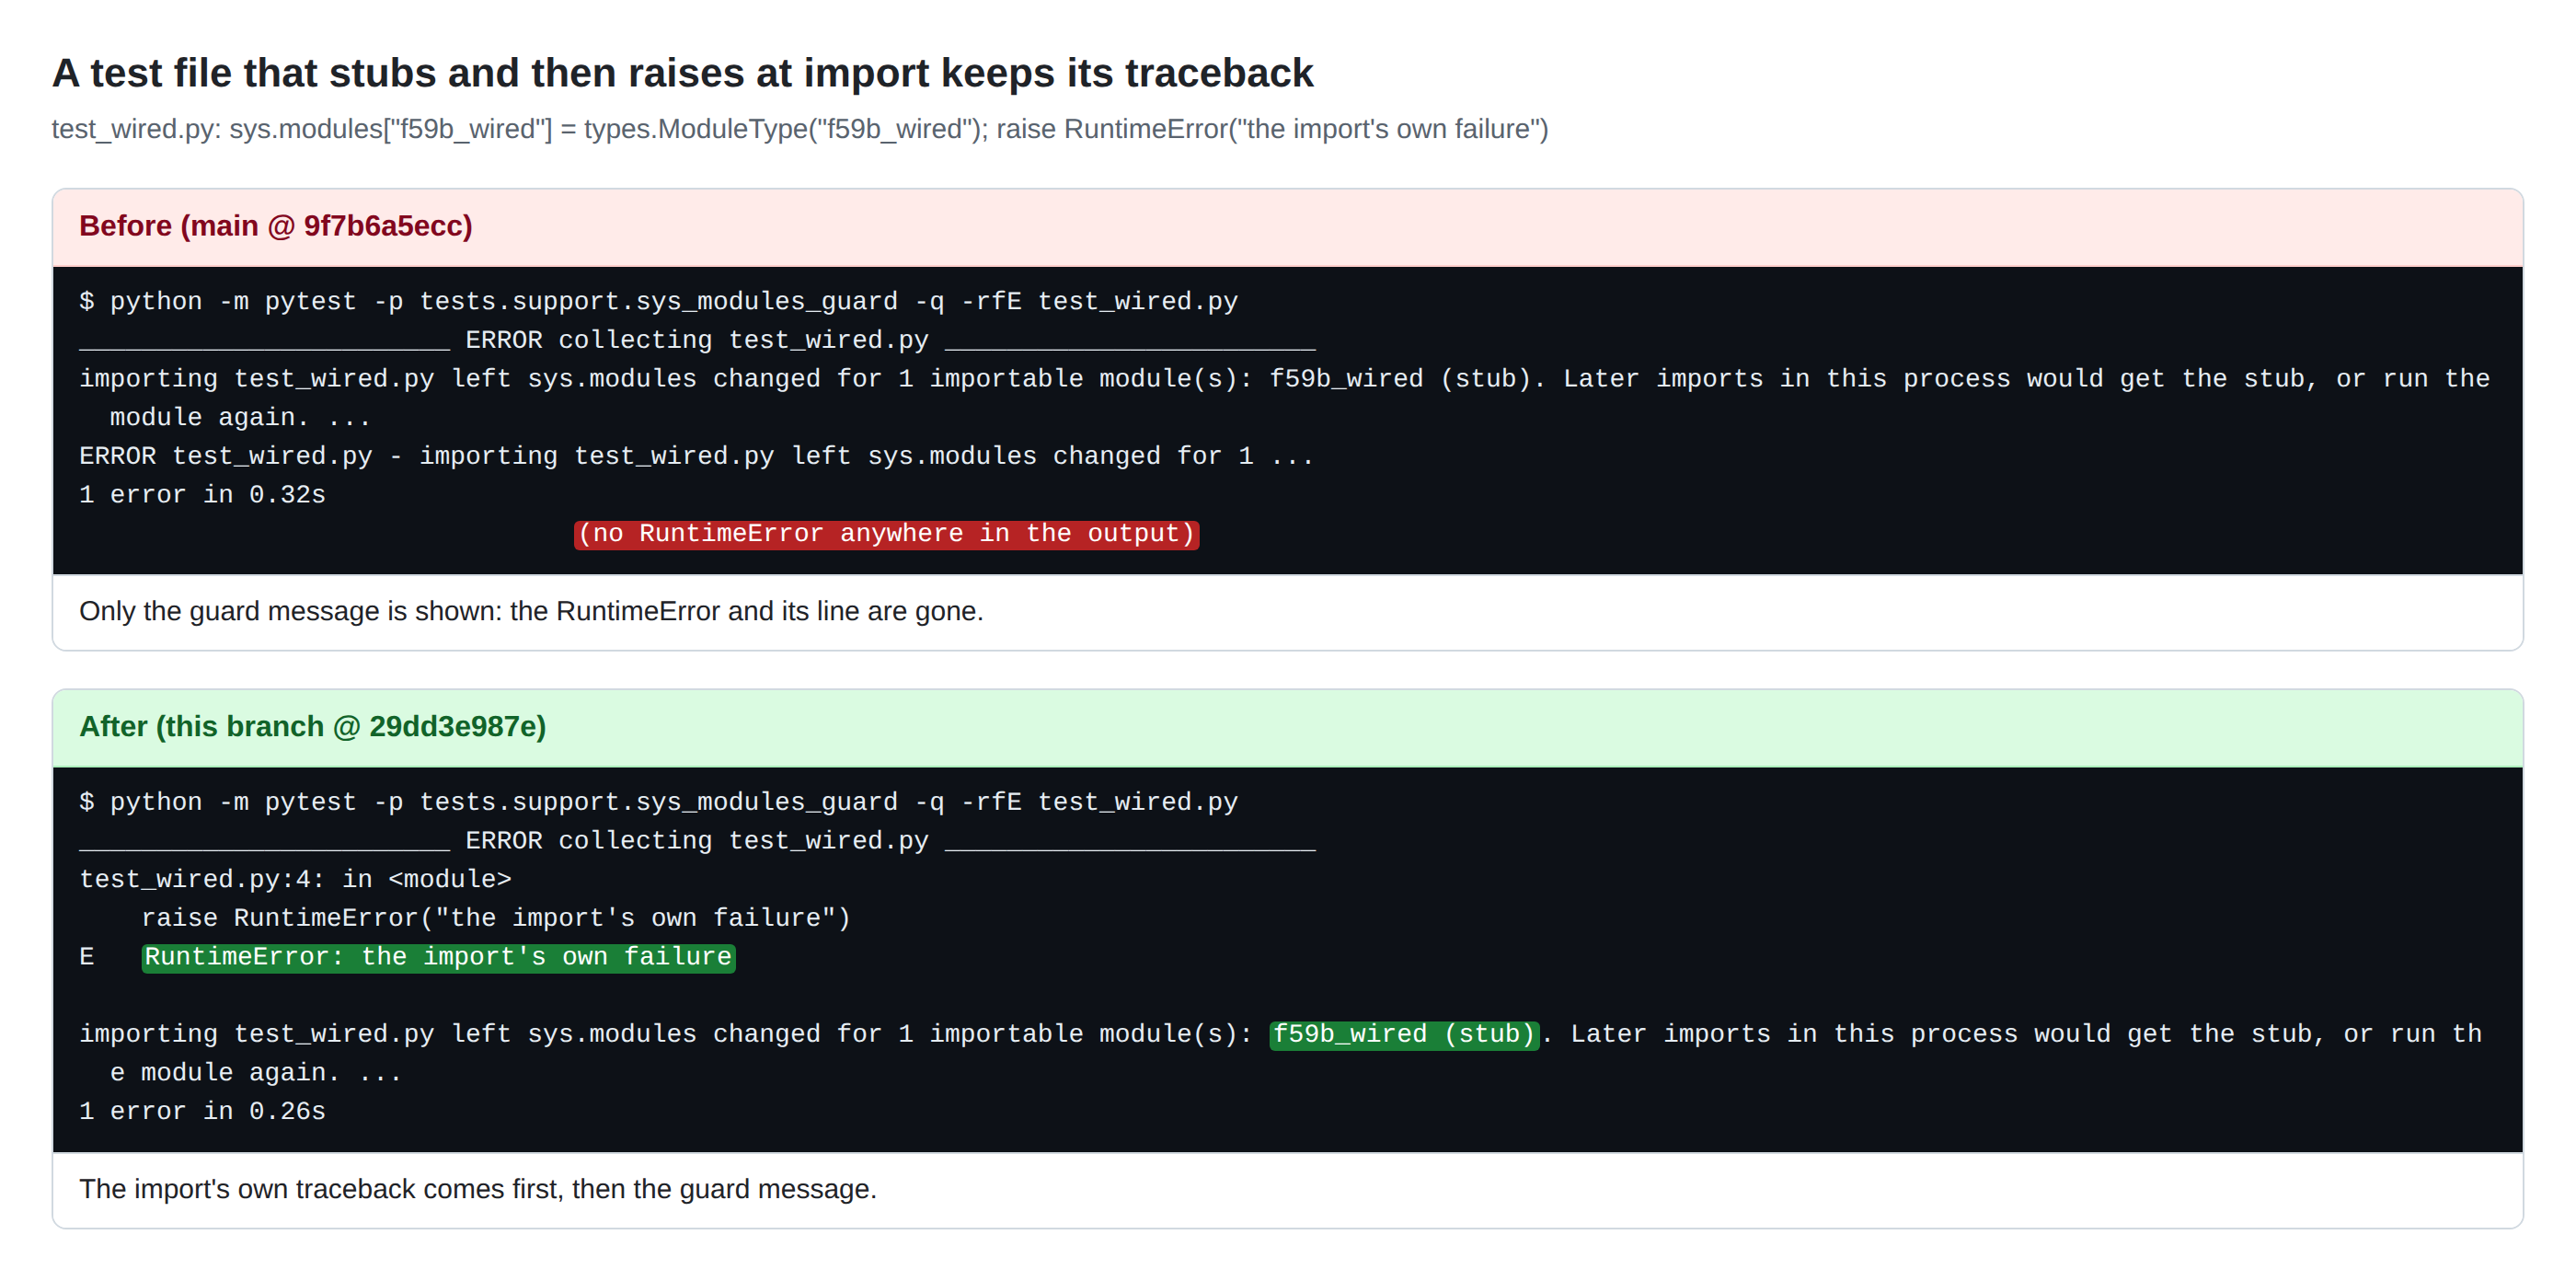 A test file that stubs and then raises at import keeps its traceback
test_wired.py: sys.modules["f59b_wired"] = types.ModuleType("f59b_wired"); raise RuntimeError("the import's own failure")
Before (main @ 9f7b6a5ecc)
$ python -m pytest -p tests.support.sys_modules_guard -q -rfE test_wired.py
________________________ ERROR collecting test_wired.py ________________________
importing test_wired.py left sys.modules changed for 1 importable module(s): f59b_wired (stub). Later imports in this process would get the stub, or run the
  module again. ...
ERROR test_wired.py - importing test_wired.py left sys.modules changed for 1 ...
1 error in 0.32s
(no RuntimeError anywhere in the output)
Only the guard message is shown: the RuntimeError and its line are gone.
After (this branch @ 29dd3e987e)
$ python -m pytest -p tests.support.sys_modules_guard -q -rfE test_wired.py
________________________ ERROR collecting test_wired.py ________________________
test_wired.py:4: in <module>
    raise RuntimeError("the import's own failure")
E   RuntimeError: the import's own failure
importing test_wired.py left sys.modules changed for 1 importable module(s): f59b_wired (stub). Later imports in this process would get the stub, or run th
  e module again. ...
1 error in 0.26s
The import's own traceback comes first, then the guard message.